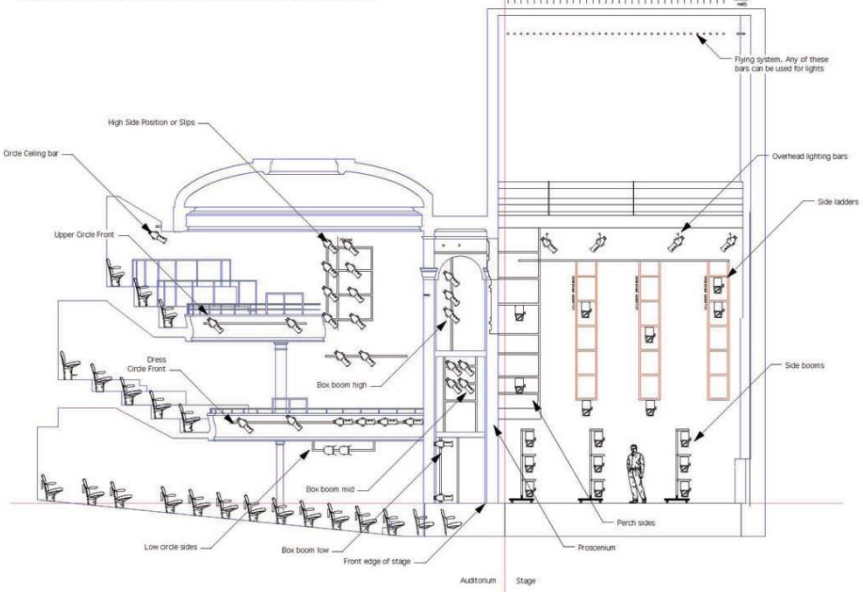 Flying system. Any of these
bars can be used for lights
High Side Position or Slips
Circle Ceiling bar
Overhead lighting bars
Side ladders
Upper Circle Front
Dress
Circle Front
Box boom high
Side booms
Box boom mid
Perch sides
Low circle sides
Box boom low
Proscenium
Front edge of stage
Auditorium
Stage